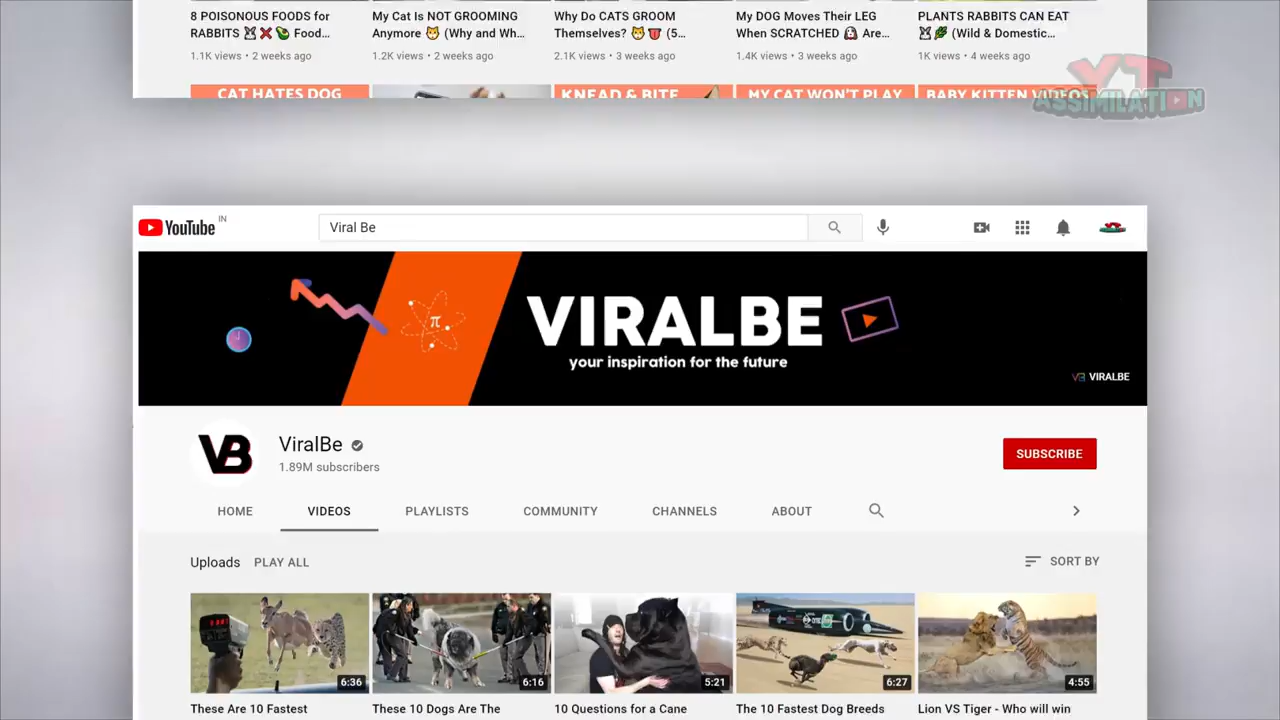 8 POISONOUS FOODS for
RABBITS 🐰❌🥑 Food...
1.1K views • 2 weeks ago
My Cat Is NOT GROOMING
Anymore 🐱 (Why and Wh...
1.2K views • 2 weeks ago
Why Do CATS GROOM
Themselves? 🐱👅 (5...
2.1K views • 3 weeks ago
My DOG Moves Their LEG
When SCRATCHED 🐶 Are...
1.4K views • 3 weeks ago
PLANTS RABBITS CAN EAT
🐰🌿 (Wild & Domestic...
1K views • 4 weeks ago
YT
ASSIMILATION
CAT HATES DOG
KNEAD & BITE
MY CAT WON'T PLAY
BABY KITTEN VIDEOS
YouTube IN
Viral Be
π
VIRALBE
your inspiration for the future
VB VIRALBE
VB
ViralBe
1.89M subscribers
SUBSCRIBE
HOME
VIDEOS
PLAYLISTS
COMMUNITY
CHANNELS
ABOUT
Uploads PLAY ALL
SORT BY
6:36
6:16
5:21
6:27
4:55
These Are 10 Fastest
These 10 Dogs Are The
10 Questions for a Cane
The 10 Fastest Dog Breeds
Lion VS Tiger - Who will win